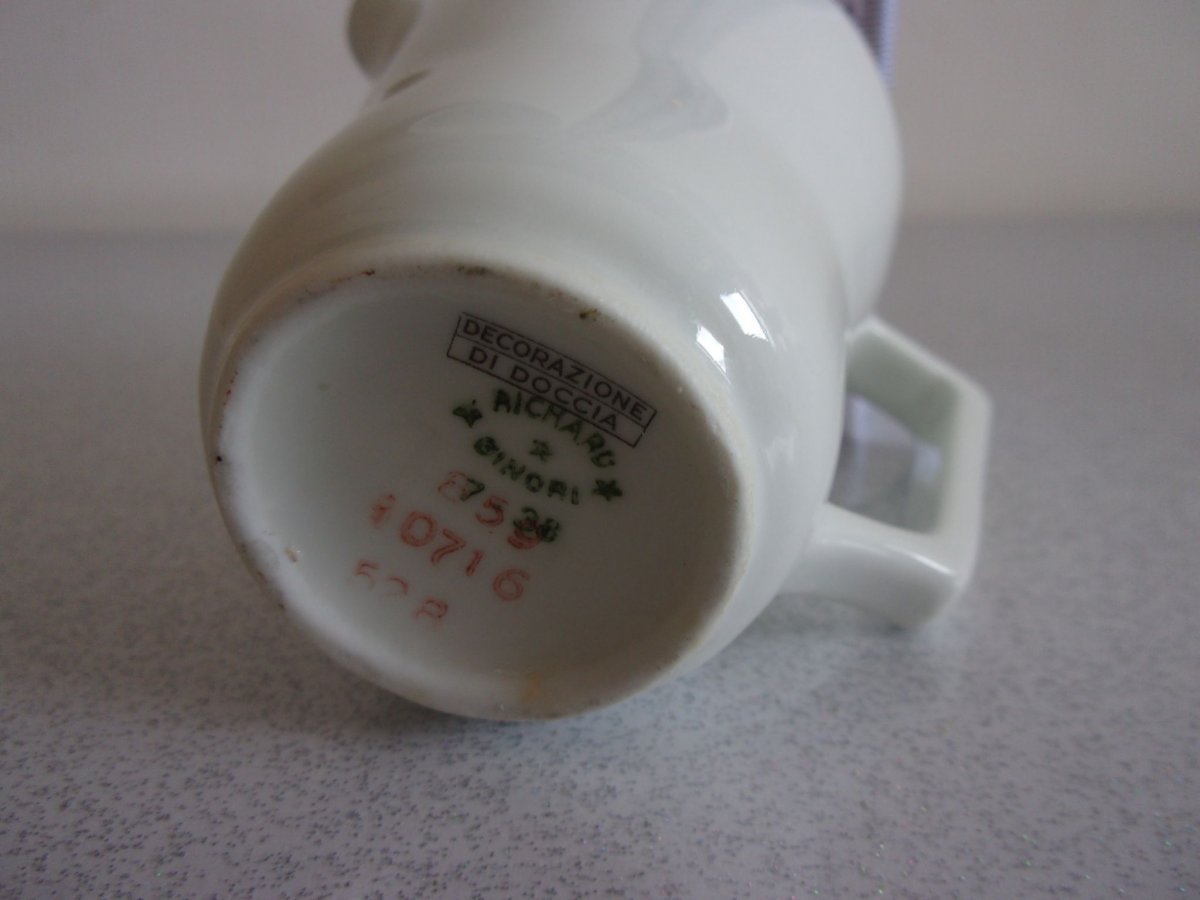 DECORAZIONE
DI DOCCIA
RICHARD
GINORI
10716